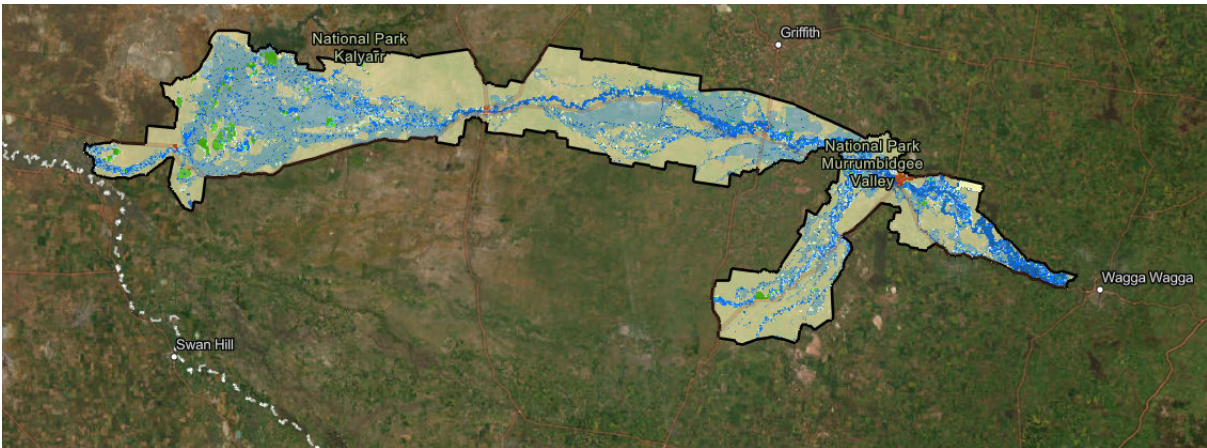 Griffith
National Park
Kalyarr
National Park
Murrumbidgee
Valley
Wagga Wagga
Swan Hill